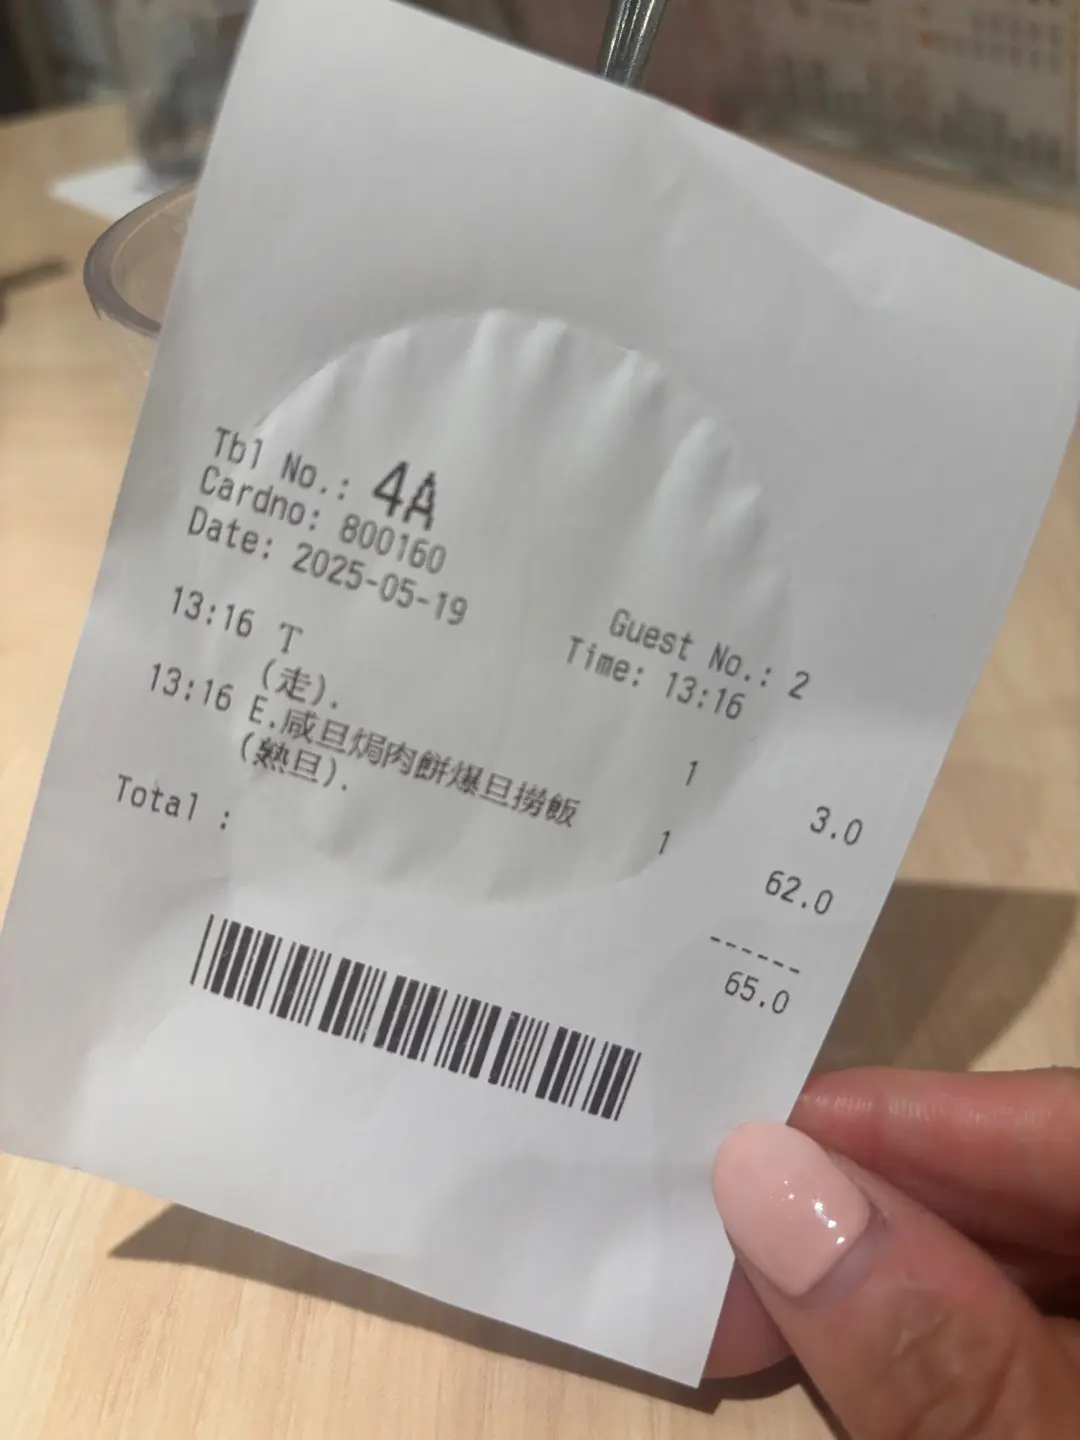 Tbl No.: 4A
Cardno: 800160 Guest No.: 2
Date: 2025-05-19 Time: 13:16
13:16 T 1 3.0
(走).
13:16 E.咸旦焗肉餅爆旦撈飯 1 62.0
(熟旦).
------
Total : 65.0